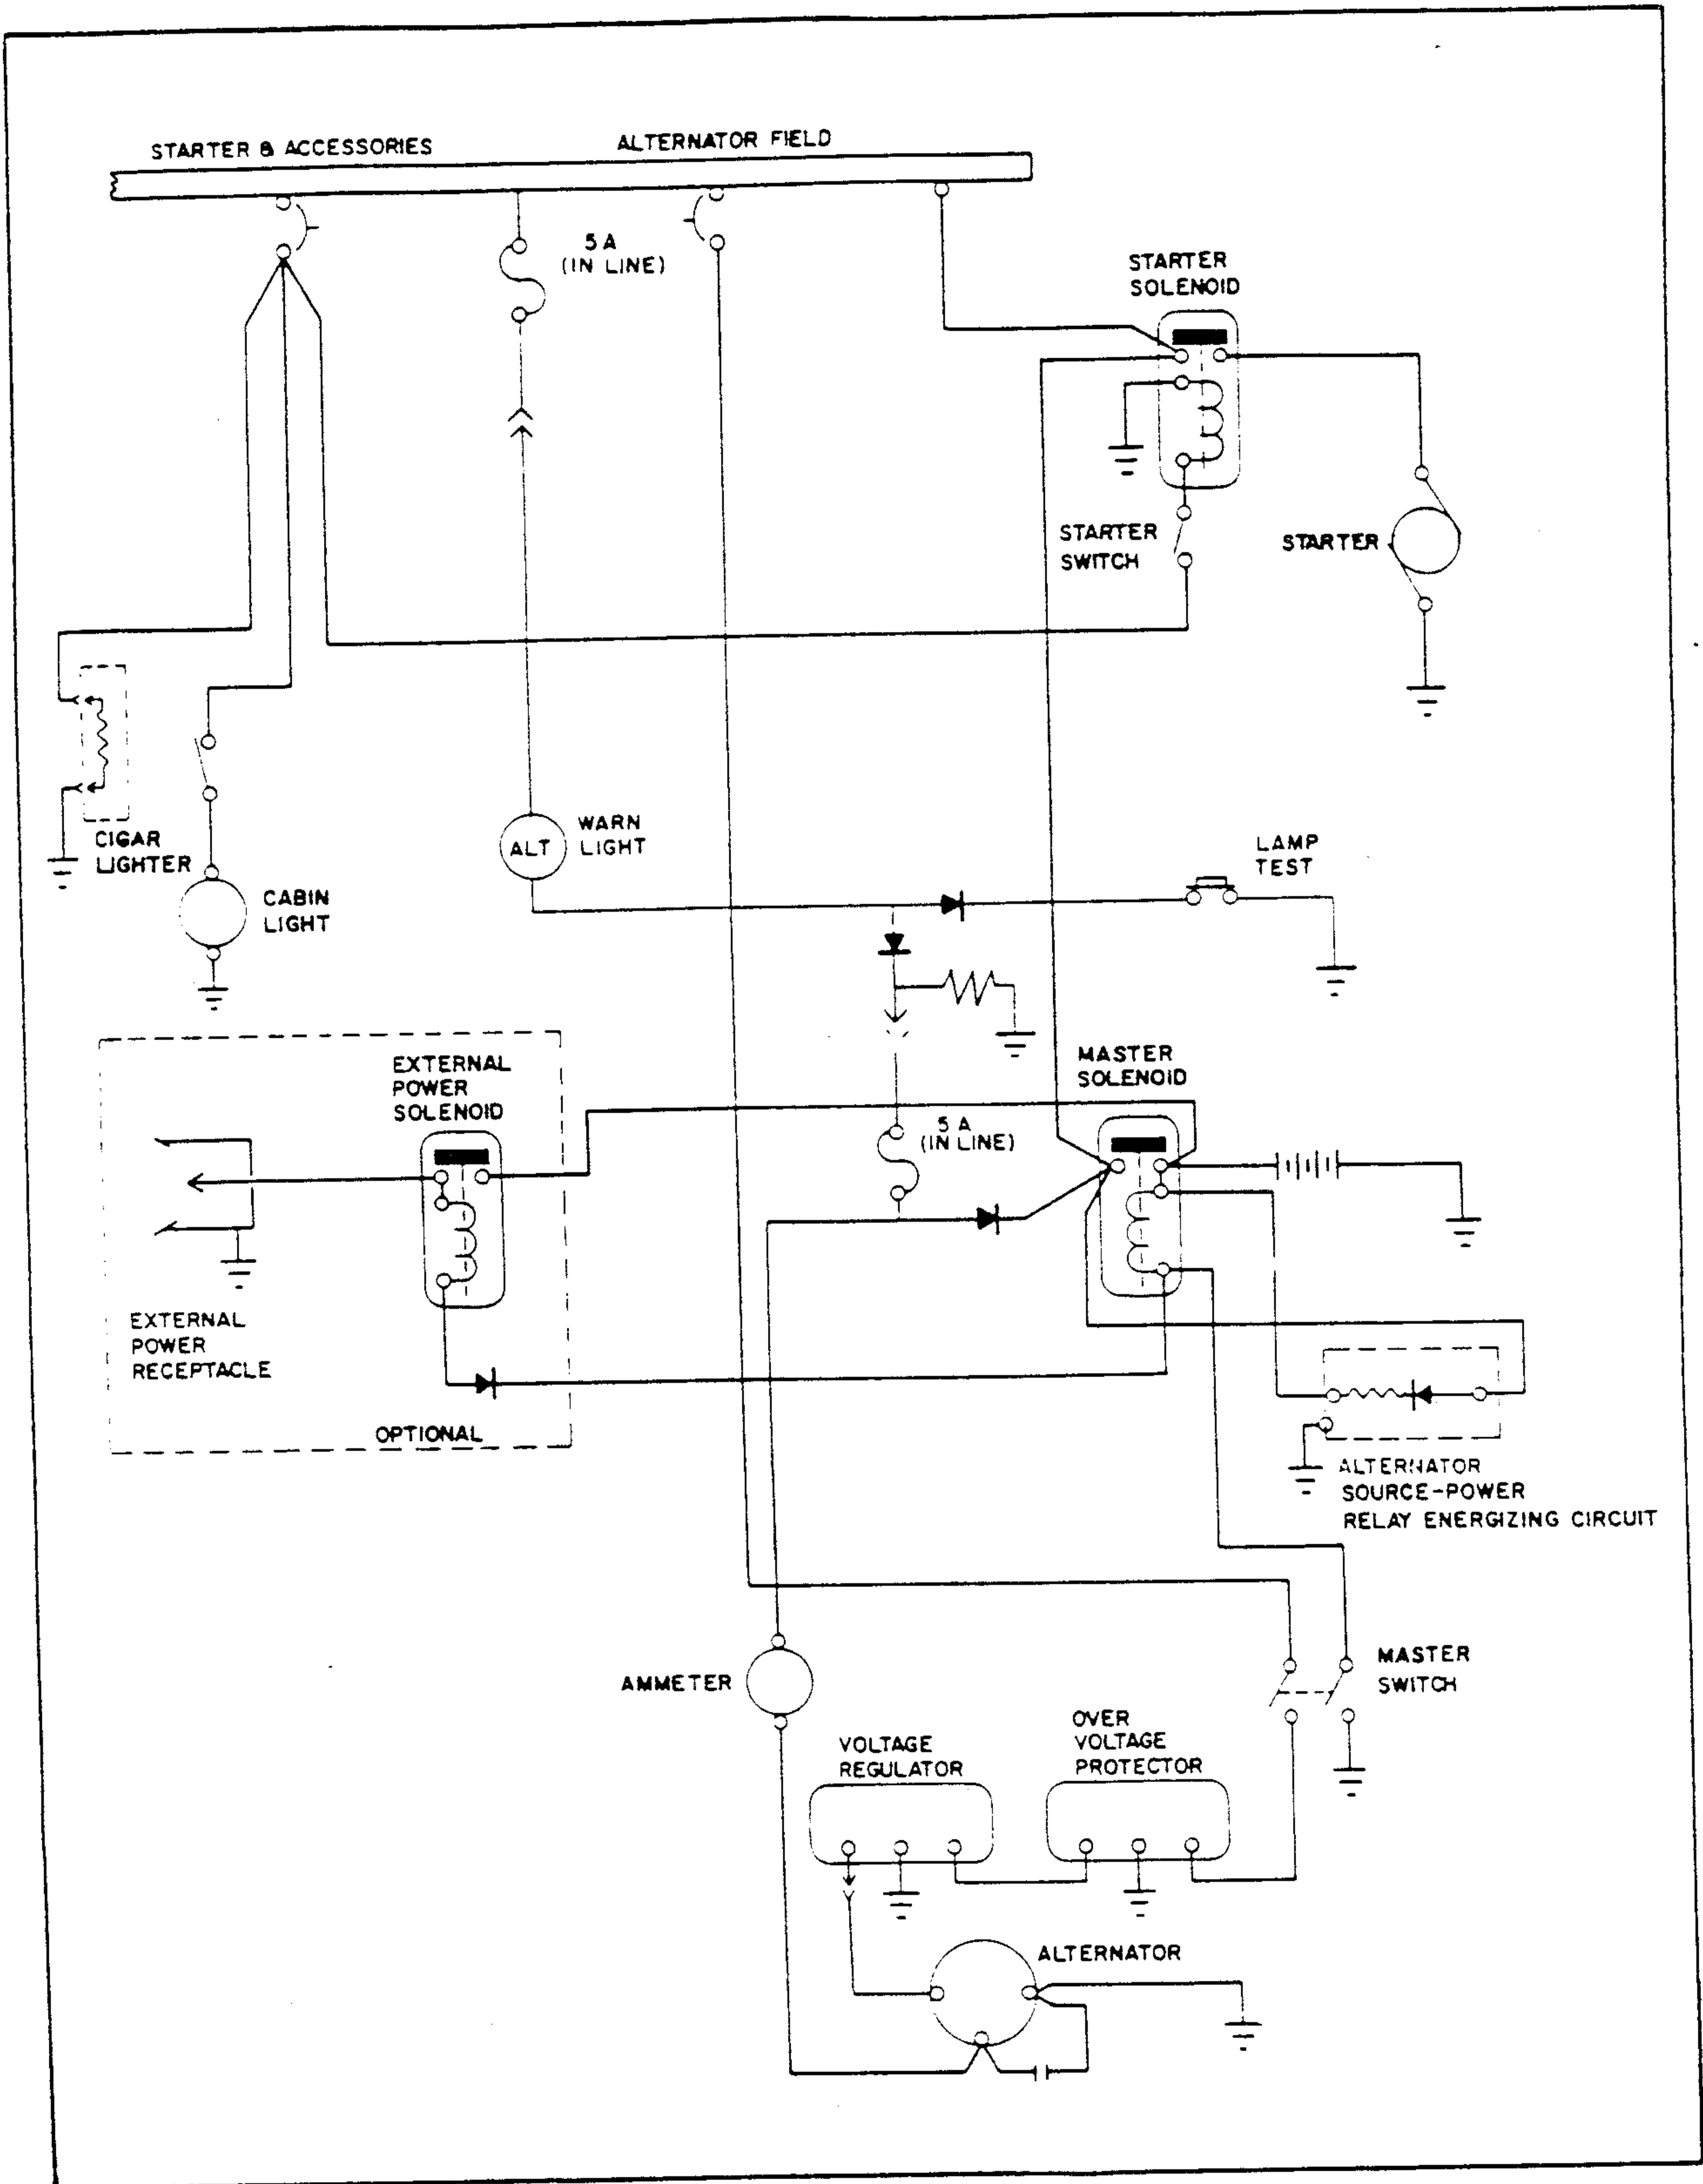 STARTER & ACCESSORIES
ALTERNATOR FIELD
5 A
(IN LINE)
STARTER
SOLENOID
STARTER
SWITCH
STARTER
CIGAR
LIGHTER
CABIN
LIGHT
ALT
WARN
LIGHT
LAMP
TEST
EXTERNAL
POWER
SOLENOID
MASTER
SOLENOID
5 A
(IN LINE)
EXTERNAL
POWER
RECEPTACLE
OPTIONAL
ALTERNATOR
SOURCE-POWER
RELAY ENERGIZING CIRCUIT
AMMETER
MASTER
SWITCH
VOLTAGE
REGULATOR
OVER
VOLTAGE
PROTECTOR
ALTERNATOR